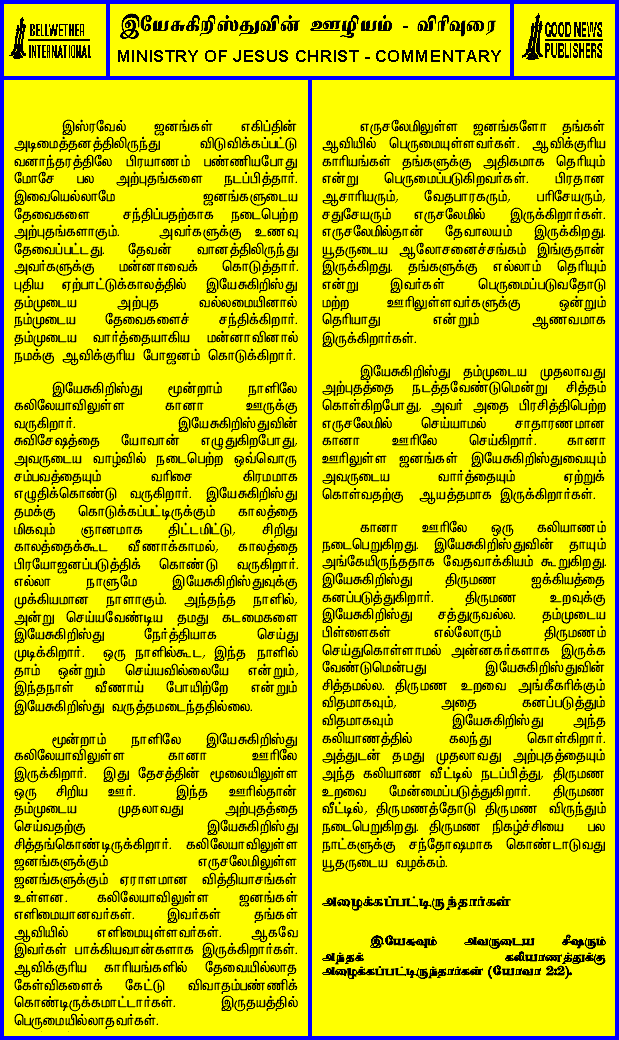 BELLWETHER
INTERNATIONAL
இயேசுகிறிஸ்துவின் ஊழியம் - விரிவுரை
MINISTRY OF JESUS CHRIST - COMMENTARY
GOOD NEWS
PUBLISHERS
இஸ்ரவேல் ஜனங்கள் எகிப்தின்
அடிமைத்தனத்திலிருந்து விடுவிக்கப்பட்டு
வனாந்தரத்திலே பிரயாணம் பண்ணியபோது
மோசே பல அற்புதங்களை நடப்பித்தார்.
இவையெல்லாமே ஜனங்களுடைய
தேவைகளை சந்திப்பதற்காக நடைபெற்ற
அற்புதங்களாகும். அவர்களுக்கு உணவு
தேவைப்பட்டது. தேவன் வானத்திலிருந்து
அவர்களுக்கு மன்னாவைக் கொடுத்தார்.
புதிய ஏற்பாட்டுக்காலத்தில் இயேசுகிறிஸ்து
தம்முடைய அற்புத வல்லமையினால்
நம்முடைய தேவைகளைச் சந்திக்கிறார்.
தம்முடைய வார்த்தையாகிய மன்னாவினால்
நமக்கு ஆவிக்குரிய போஜனம் கொடுக்கிறார்.
இயேசுகிறிஸ்து மூன்றாம் நாளிலே
கலிலேயாவிலுள்ள கானா ஊருக்கு
வருகிறார். இயேசுகிறிஸ்துவின்
சுவிசேஷத்தை யோவான் எழுதுகிறபோது,
அவருடைய வாழ்வில் நடைபெற்ற ஒவ்வொரு
சம்பவத்தையும் வரிசை கிரமமாக
எழுதிக்கொண்டு வருகிறார். இயேசுகிறிஸ்து
தமக்கு கொடுக்கப்பட்டிருக்கும் காலத்தை
மிகவும் ஞானமாக திட்டமிட்டு, சிறிது
காலத்தைக்கூட வீணாக்காமல், காலத்தை
பிரயோஜனப்படுத்திக் கொண்டு வருகிறார்.
எல்லா நாளுமே இயேசுகிறிஸ்துவுக்கு
முக்கியமான நாளாகும். அந்தந்த நாளில்,
அன்று செய்யவேண்டிய தமது கடமைகளை
இயேசுகிறிஸ்து நேர்த்தியாக செய்து
முடிக்கிறார். ஒரு நாளில்கூட, இந்த நாளில்
தாம் ஒன்றும் செய்யவில்லையே என்றும்,
இந்தநாள் வீணாய் போயிற்றே என்றும்
இயேசுகிறிஸ்து வருத்தமடைந்ததில்லை.
மூன்றாம் நாளிலே இயேசுகிறிஸ்து
கலிலேயாவிலுள்ள கானா ஊரிலே
இருக்கிறார். இது தேசத்தின் மூலையிலுள்ள
ஒரு சிறிய ஊர். இந்த ஊரில்தான்
தம்முடைய முதலாவது அற்புதத்தை
செய்வதற்கு இயேசுகிறிஸ்து
சித்தங்கொண்டிருக்கிறார். கலிலேயாவிலுள்ள
ஜனங்களுக்கும் எருசலேமிலுள்ள
ஜனங்களுக்கும் ஏராளமான வித்தியாசங்கள்
உள்ளன. கலிலேயாவிலுள்ள ஜனங்கள்
எளிமையானவர்கள். இவர்கள் தங்கள்
ஆவியில் எளிமையுள்ளவர்கள். ஆகவே
இவர்கள் பாக்கியவான்களாக இருக்கிறார்கள்.
ஆவிக்குரிய காரியங்களில் தேவையில்லாத
கேள்விகளைக் கேட்டு விவாதம்பண்ணிக்
கொண்டிருக்கமாட்டார்கள். இருதயத்தில்
பெருமையில்லாதவர்கள்.
எருசலேமிலுள்ள ஜனங்களோ தங்கள்
ஆவியில் பெருமையுள்ளவர்கள். ஆவிக்குரிய
காரியங்கள் தங்களுக்கு அதிகமாக தெரியும்
என்று பெருமைப்படுகிறவர்கள். பிரதான
ஆசாரியரும், வேதபாரகரும், பரிசேயரும்,
சதுசேயரும் எருசலேமில் இருக்கிறார்கள்.
எருசலேமில்தான் தேவாலயம் இருக்கிறது.
யூதருடைய ஆலோசனைச்சங்கம் இங்குதான்
இருக்கிறது. தங்களுக்கு எல்லாம் தெரியும்
என்று இவர்கள் பெருமைப்படுவதோடு
மற்ற ஊரிலுள்ளவர்களுக்கு ஒன்றும்
தெரியாது என்றும் ஆணவமாக
இருக்கிறார்கள்.
இயேசுகிறிஸ்து தம்முடைய முதலாவது
அற்புதத்தை நடத்தவேண்டுமென்று சித்தம்
கொள்கிறபோது, அவர் அதை பிரசித்திபெற்ற
எருசலேமில் செய்யாமல் சாதாரணமான
கானா ஊரிலே செய்கிறார். கானா
ஊரிலுள்ள ஜனங்கள் இயேசுகிறிஸ்துவையும்
அவருடைய வார்த்தையும் ஏற்றுக்
கொள்வதற்கு ஆயத்தமாக இருக்கிறார்கள்.
கானா ஊரிலே ஒரு கலியாணம்
நடைபெறுகிறது. இயேசுகிறிஸ்துவின் தாயும்
அங்கேயிருந்ததாக வேதவாக்கியம் கூறுகிறது.
இயேசுகிறிஸ்து திருமண ஐக்கியத்தை
கனப்படுத்துகிறார். திருமண உறவுக்கு
இயேசுகிறிஸ்து சத்துருவல்ல. தம்முடைய
பிள்ளைகள் எல்லோரும் திருமணம்
செய்துகொள்ளாமல் அன்னகர்களாக இருக்க
வேண்டுமென்பது இயேசுகிறிஸ்துவின்
சித்தமல்ல. திருமண உறவை அங்கீகரிக்கும்
விதமாகவும், அதை கனப்படுத்தும்
விதமாகவும் இயேசுகிறிஸ்து அந்த
கலியாணத்தில் கலந்து கொள்கிறார்.
அத்துடன் தமது முதலாவது அற்புதத்தையும்
அந்த கலியாண வீட்டில் நடப்பித்து, திருமண
உறவை மேன்மைப்படுத்துகிறார். திருமண
வீட்டில், திருமணத்தோடு திருமண விருந்தும்
நடைபெறுகிறது. திருமண நிகழ்ச்சியை பல
நாட்களுக்கு சந்தோஷமாக கொண்டாடுவது
யூதருடைய வழக்கம்.
அழைக்கப்பட்டிருந்தார்கள்
இயேசுவும் அவருடைய சீஷரும்
அந்தக் கலியாணத்துக்கு
அழைக்கப்பட்டிருந்தார்கள் (யோவா 2:2).